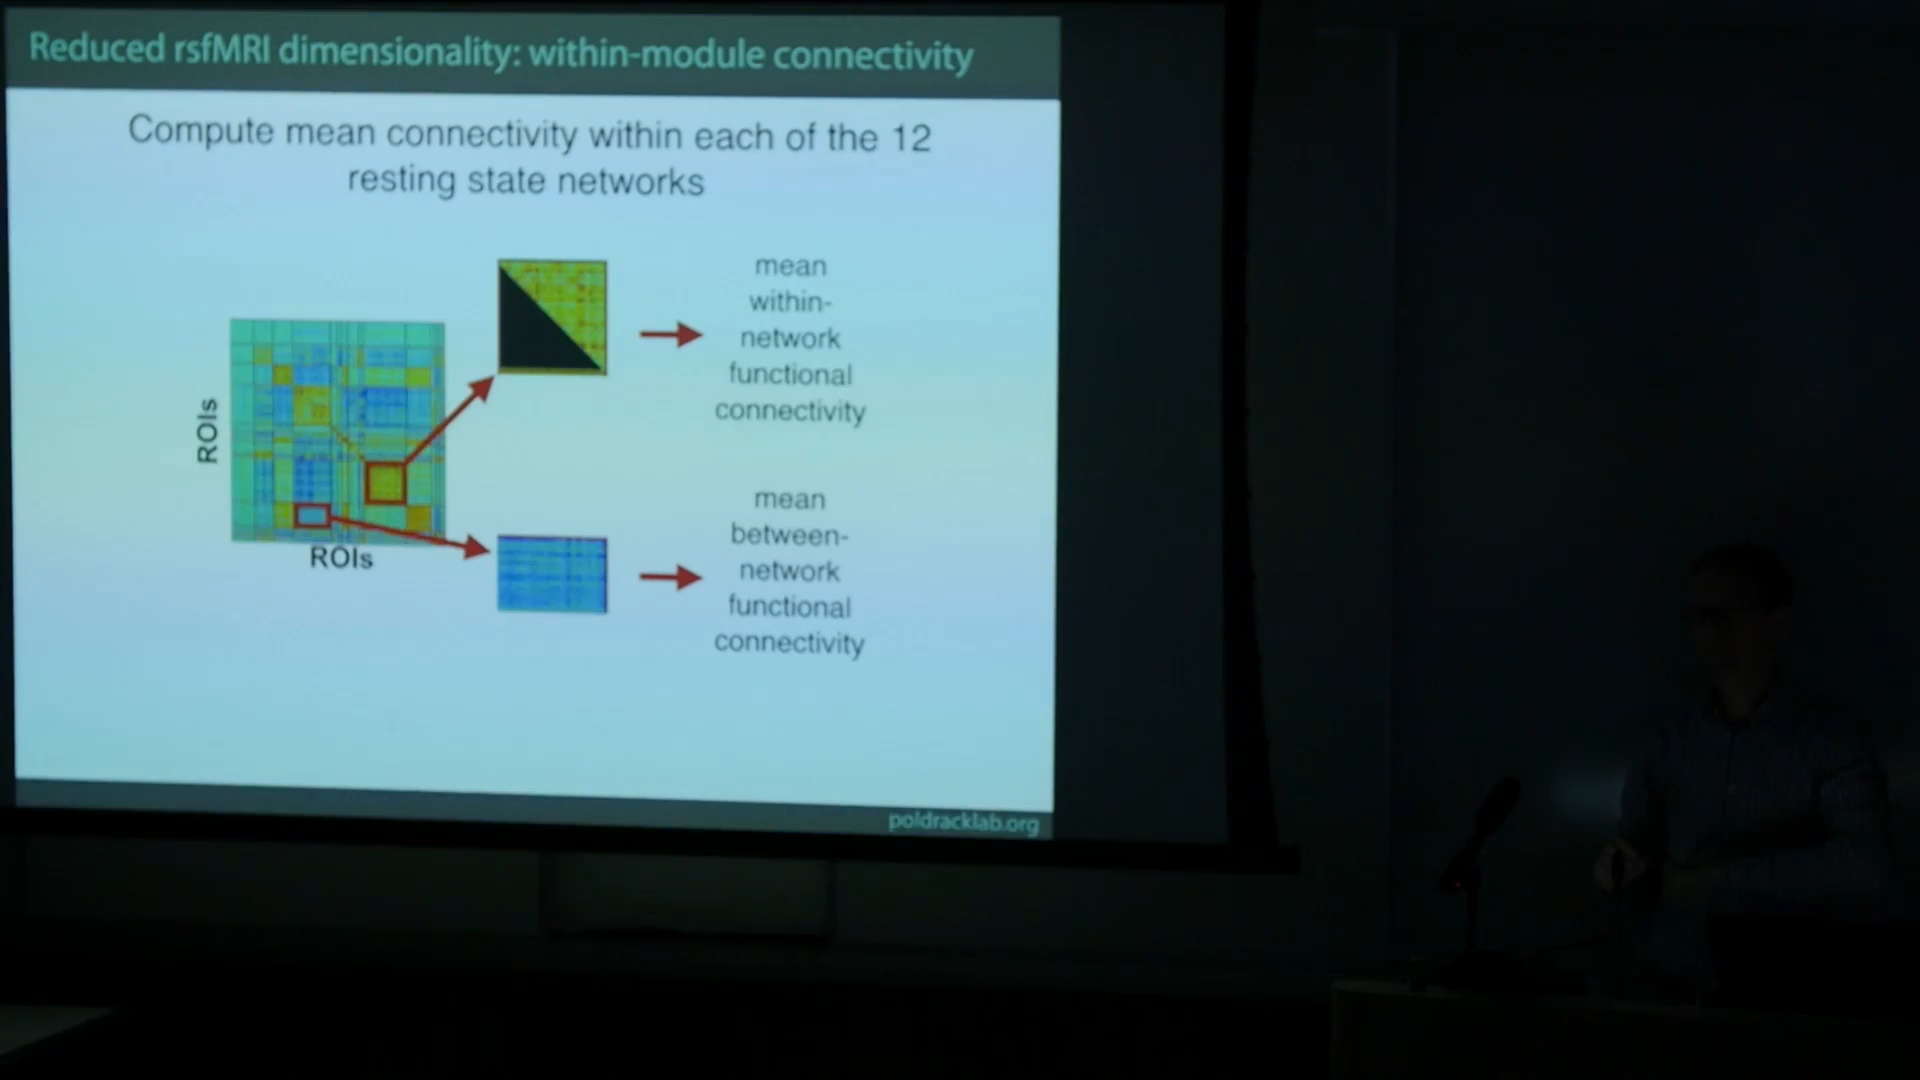 Reduced rsfMRI dimensionality: within-module connectivity
Compute mean connectivity within each of the 12
resting state networks
mean
within-
network
functional
connectivity
ROIs
ROIs
mean
between-
network
functional
connectivity
poldracklab.org